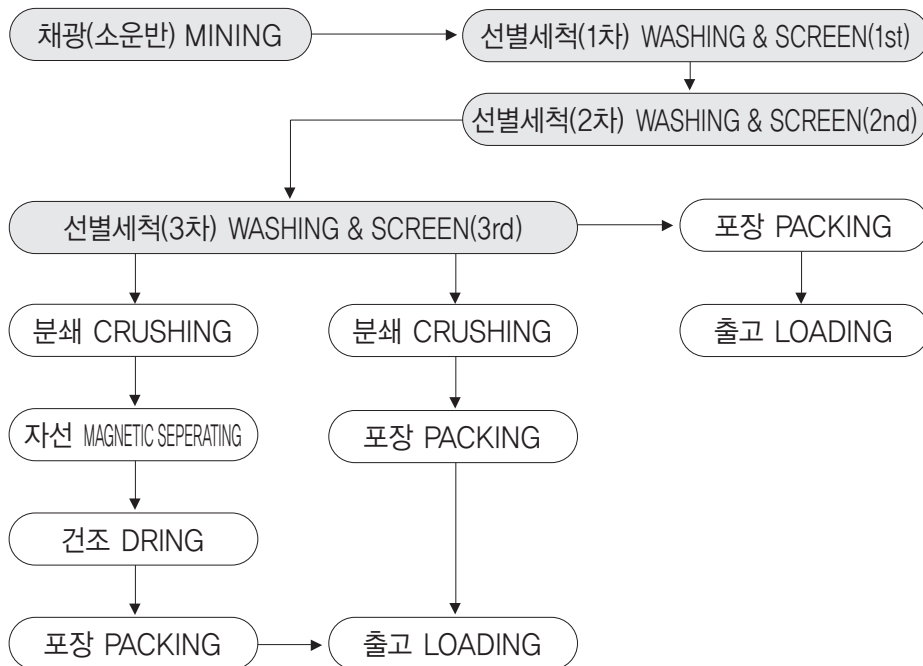 채광(소운반) MINING
선별세척(1차) WASHING & SCREEN(1st)
선별세척(2차) WASHING & SCREEN(2nd)
선별세척(3차) WASHING & SCREEN(3rd)
포장 PACKING
분쇄 CRUSHING
분쇄 CRUSHING
출고 LOADING
자선 MAGNETIC SEPERATING
포장 PACKING
건조 DRING
포장 PACKING
출고 LOADING